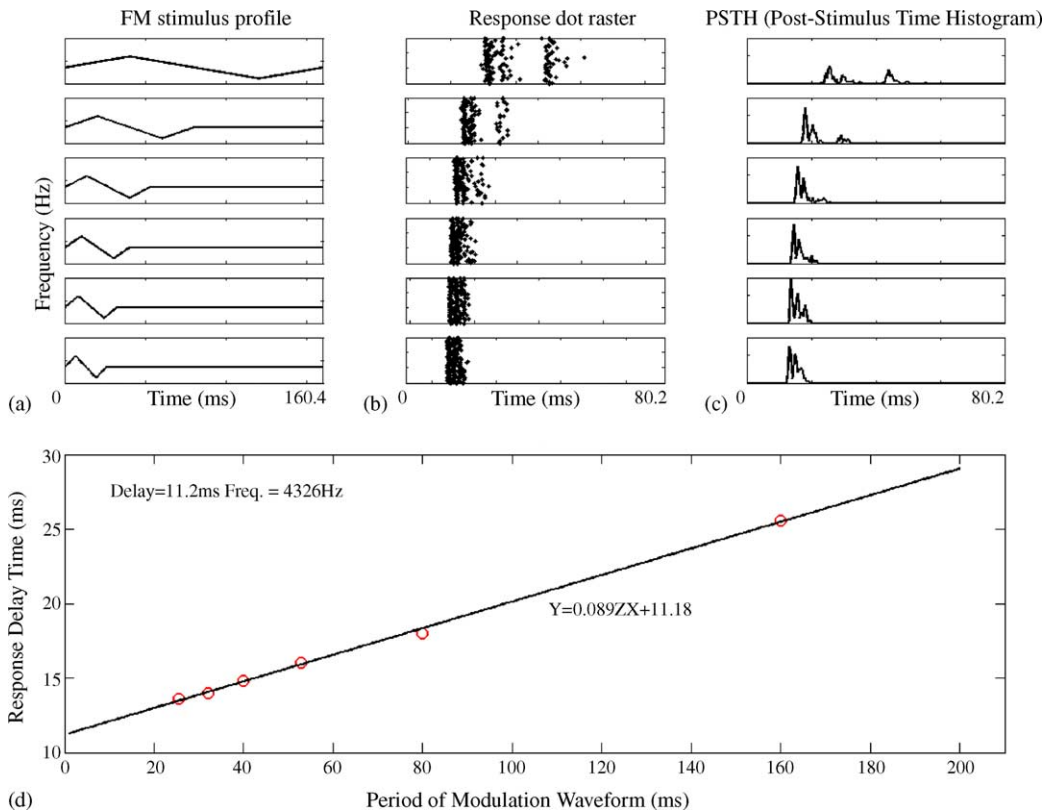 FM stimulus profile
Response dot raster
PSTH (Post-Stimulus Time Histogram)
Frequency (Hz)
(a)
Time (ms)
160.4
(b)
0
Time (ms)
80.2
(c)
0
Time (ms)
80.2
30
25
20
15
10
Response Delay Time (ms)
Delay=11.2ms Freq. = 4326Hz
Y=0.089ZX+11.18
0
20
40
60
80
100
120
140
160
180
200
(d)
Period of Modulation Waveform (ms)